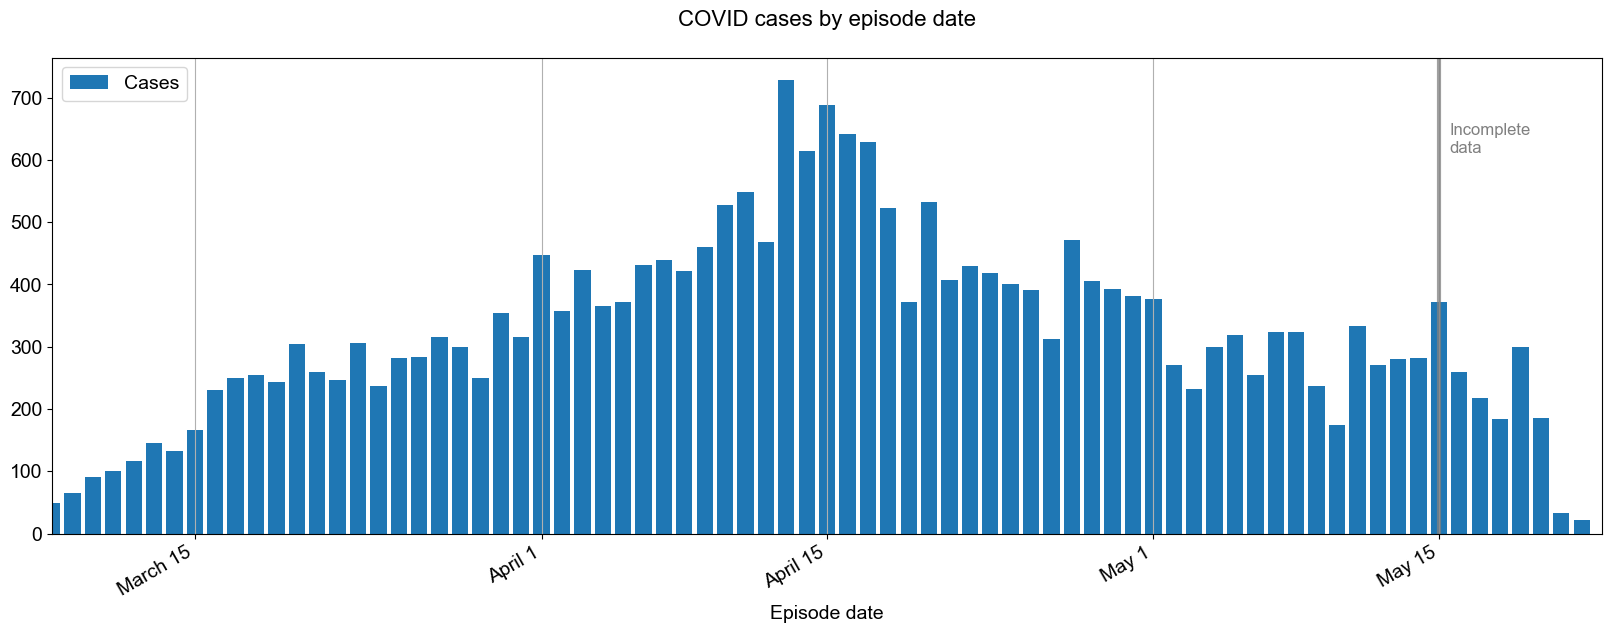 COVID cases by episode date
Cases
700
600
500
400
300
200
100
0
Incomplete
data
March 15
April 1
April 15
May 1
May 15
Episode date